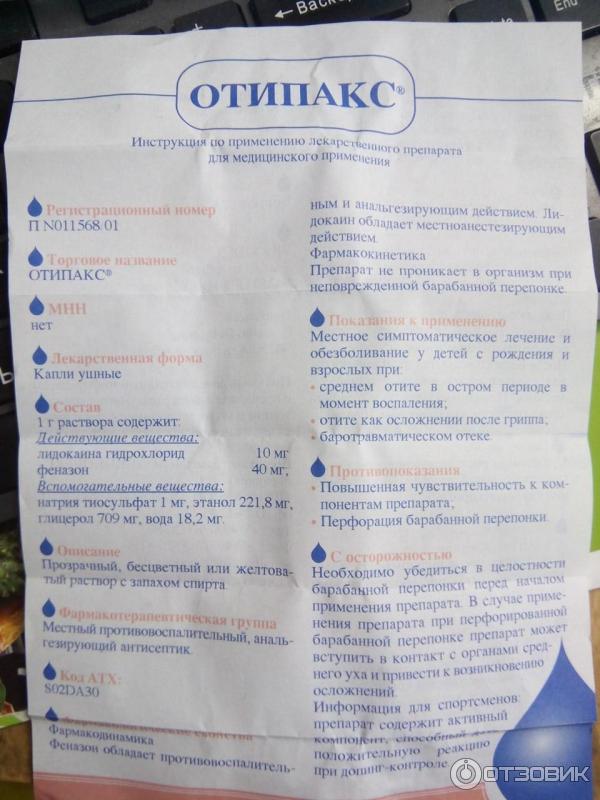 ← Backsp
End
ОТИПАКС®
Инструкция по применению лекарственного препарата
для медицинского применения
Регистрационный номер
П N011568/01
Торговое название
ОТИПАКС®
МНН
нет
Лекарственная форма
Капли ушные
Состав
1 г раствора содержит:
Действующие вещества:
лидокаина гидрохлорид 10 мг
феназон 40 мг,
Вспомогательные вещества:
натрия тиосульфат 1 мг, этанол 221,8 мг,
глицерол 709 мг, вода 18,2 мг.
Описание
Прозрачный, бесцветный или желтова-
тый раствор с запахом спирта.
Фармакотерапевтическая группа
Местный противовоспалительный, аналь-
гезирующий антисептик.
Код АТХ:
S02DA30
Фармакологические свойства
Фармакодинамика
Феназон обладает противовоспалитель-
ным и анальгезирующим действием. Ли-
докаин обладает местноанестезирующим
действием.
Фармакокинетика
Препарат не проникает в организм при
неповрежденной барабанной перепонке.
Показания к применению
Местное симптоматическое лечение и
обезболивание у детей с рождения и
взрослых при:
• среднем отите в остром периоде в
момент воспаления;
• отите как осложнении после гриппа;
• баротравматическом отеке.
Противопоказания
• Повышенная чувствительность к ком-
понентам препарата;
• Перфорация барабанной перепонки.
С осторожностью
Необходимо убедиться в целостности
барабанной перепонки перед началом
применения препарата. В случае приме-
нения препарата при перфорированной
барабанной перепонке препарат может
вступить в контакт с органами сред-
него уха и привести к возникновению
осложнений.
Информация для спортсменов:
препарат содержит активный
компонент, способный
положительную реакцию
при допинг-контроле
ОТЗОВИК